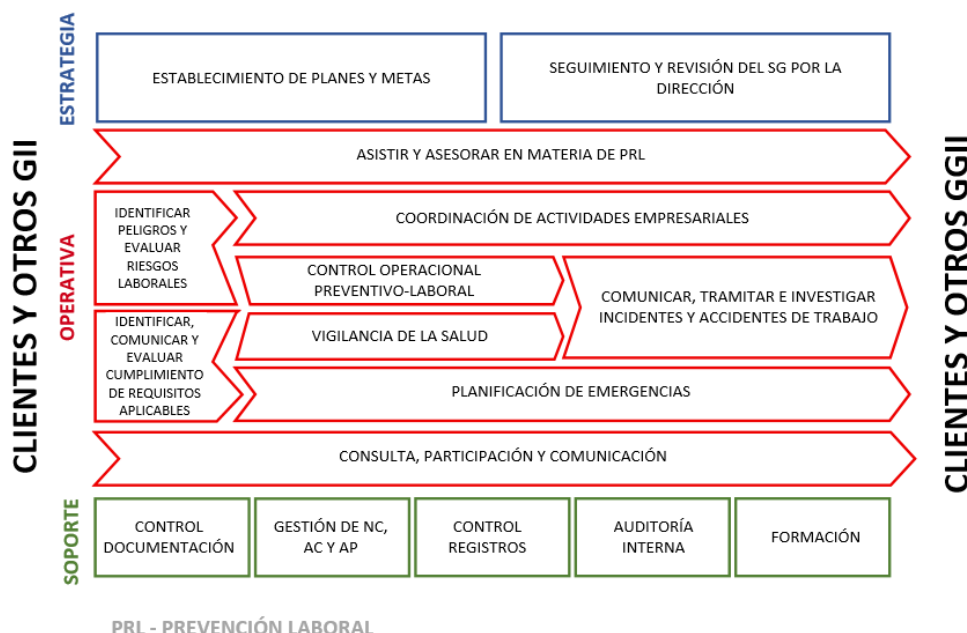 CLIENTES Y OTROS GII
ESTRATEGIA
ESTABLECIMIENTO DE PLANES Y METAS
SEGUIMIENTO Y REVISIÓN DEL SG POR LA
DIRECCIÓN
OPERATIVA
ASISTIR Y ASESORAR EN MATERIA DE PRL
IDENTIFICAR
PELIGROS Y
EVALUAR
RIESGOS
LABORALES
COORDINACIÓN DE ACTIVIDADES EMPRESARIALES
CONTROL OPERACIONAL
PREVENTIVO-LABORAL
COMUNICAR, TRAMITAR E INVESTIGAR
INCIDENTES Y ACCIDENTES DE TRABAJO
IDENTIFICAR,
COMUNICAR Y
EVALUAR
CUMPLIMIENTO
DE REQUISITOS
APLICABLES
VIGILANCIA DE LA SALUD
PLANIFICACIÓN DE EMERGENCIAS
CONSULTA, PARTICIPACIÓN Y COMUNICACIÓN
SOPORTE
CONTROL
DOCUMENTACIÓN
GESTIÓN DE NC,
AC Y AP
CONTROL
REGISTROS
AUDITORÍA
INTERNA
FORMACIÓN
CLIENTES Y OTROS GGII
PRL - PREVENCIÓN LABORAL